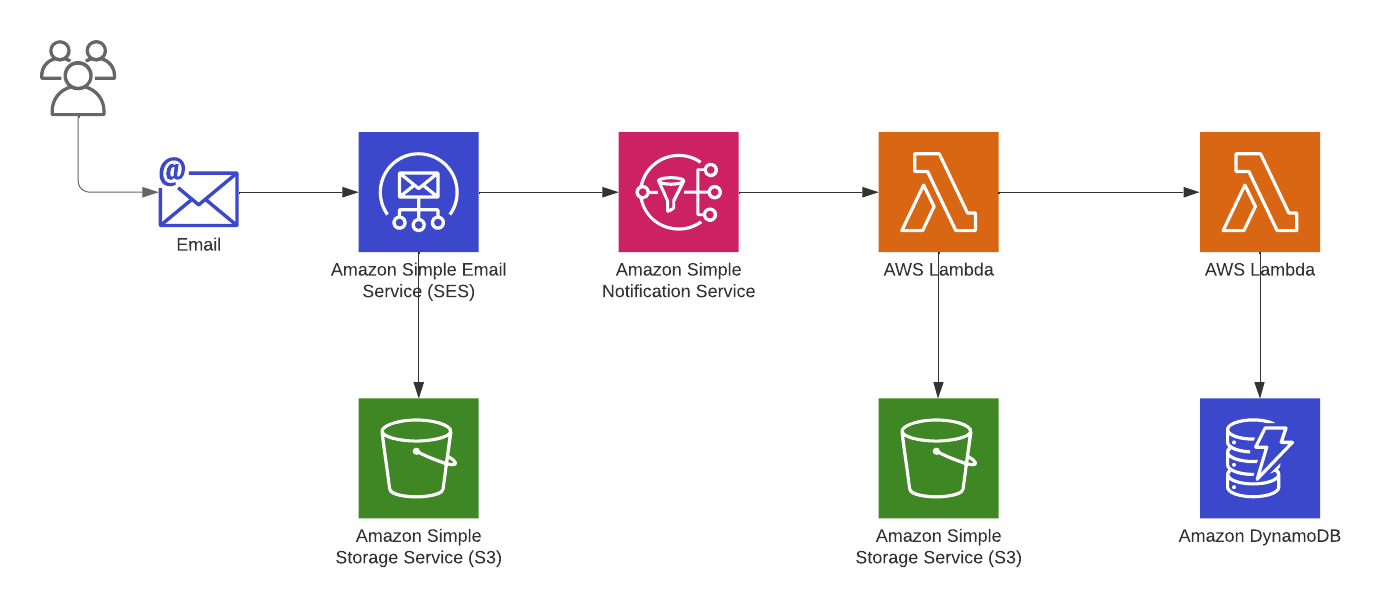 @
Email
Amazon Simple Email
Service (SES)
Amazon Simple
Notification Service
AWS Lambda
AWS Lambda
Amazon Simple
Storage Service (S3)
Amazon Simple
Storage Service (S3)
Amazon DynamoDB